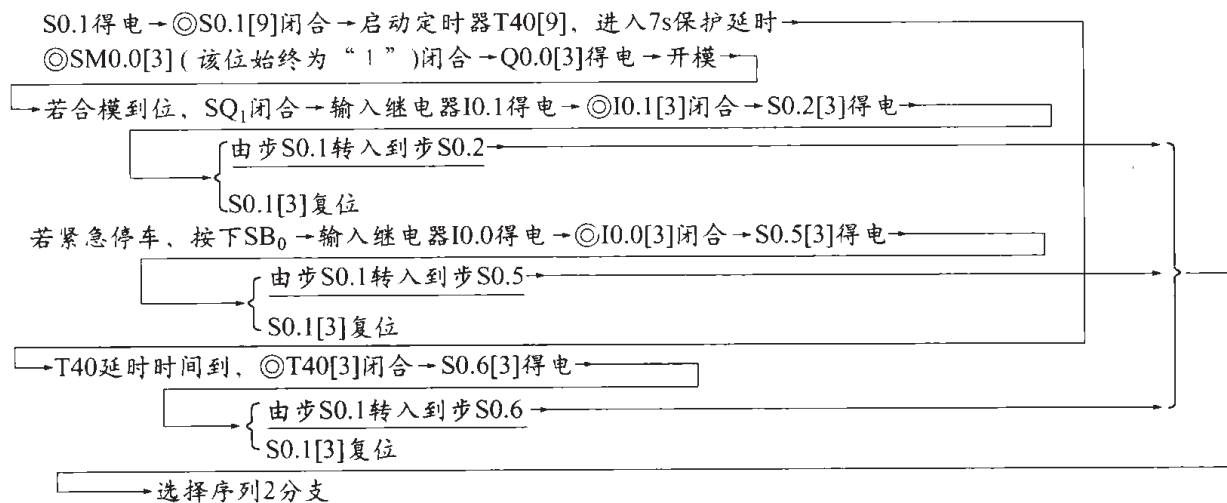 S0.1得电→◎S0.1[9]闭合→启动定时器T40[9]，进入7s保护延时
◎SM0.0[3]（该位始终为“1”）闭合→Q0.0[3]得电→开模
若合模到位，SQ₁闭合→输入继电器I0.1得电→◎I0.1[3]闭合→S0.2[3]得电
由步S0.1转入到步S0.2
S0.1[3]复位
若紧急停车，按下SB₀→输入继电器I0.0得电→◎I0.0[3]闭合→S0.5[3]得电
由步S0.1转入到步S0.5
S0.1[3]复位
T40延时时间到，◎T40[3]闭合→S0.6[3]得电
由步S0.1转入到步S0.6
S0.1[3]复位
选择序列2分支